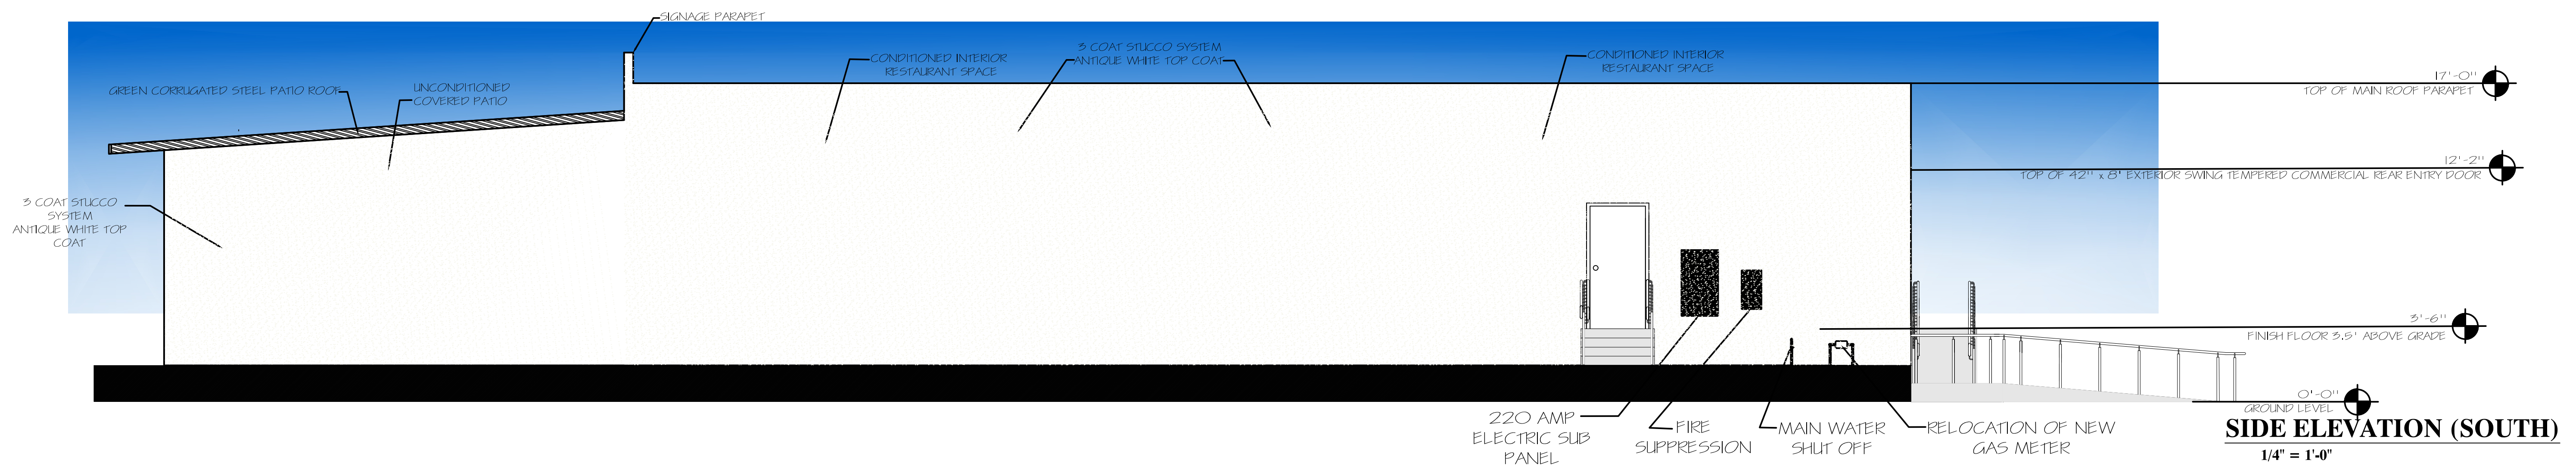 SIGNAGE PARAPET
CONDITIONED INTERIOR
RESTAURANT SPACE
3 COAT STUCCO SYSTEM
ANTIQUE WHITE TOP COAT
CONDITIONED INTERIOR
RESTAURANT SPACE
GREEN CORRUGATED STEEL PATIO ROOF
UNCONDITIONED
COVERED PATIO
17'-0"
TOP OF MAIN ROOF PARAPET
12'-2"
TOP OF 42" x 8' EXTERIOR SWING TEMPERED COMMERCIAL REAR ENTRY DOOR
3 COAT STUCCO
SYSTEM
ANTIQUE WHITE TOP
COAT
3'-6"
FINISH FLOOR 3.5' ABOVE GRADE
0'-0"
GROUND LEVEL
220 AMP
ELECTRIC SUB
PANEL
FIRE
SUPPRESSION
MAIN WATER
SHUT OFF
RELOCATION OF NEW
GAS METER
SIDE ELEVATION (SOUTH)
1/4" = 1'-0"